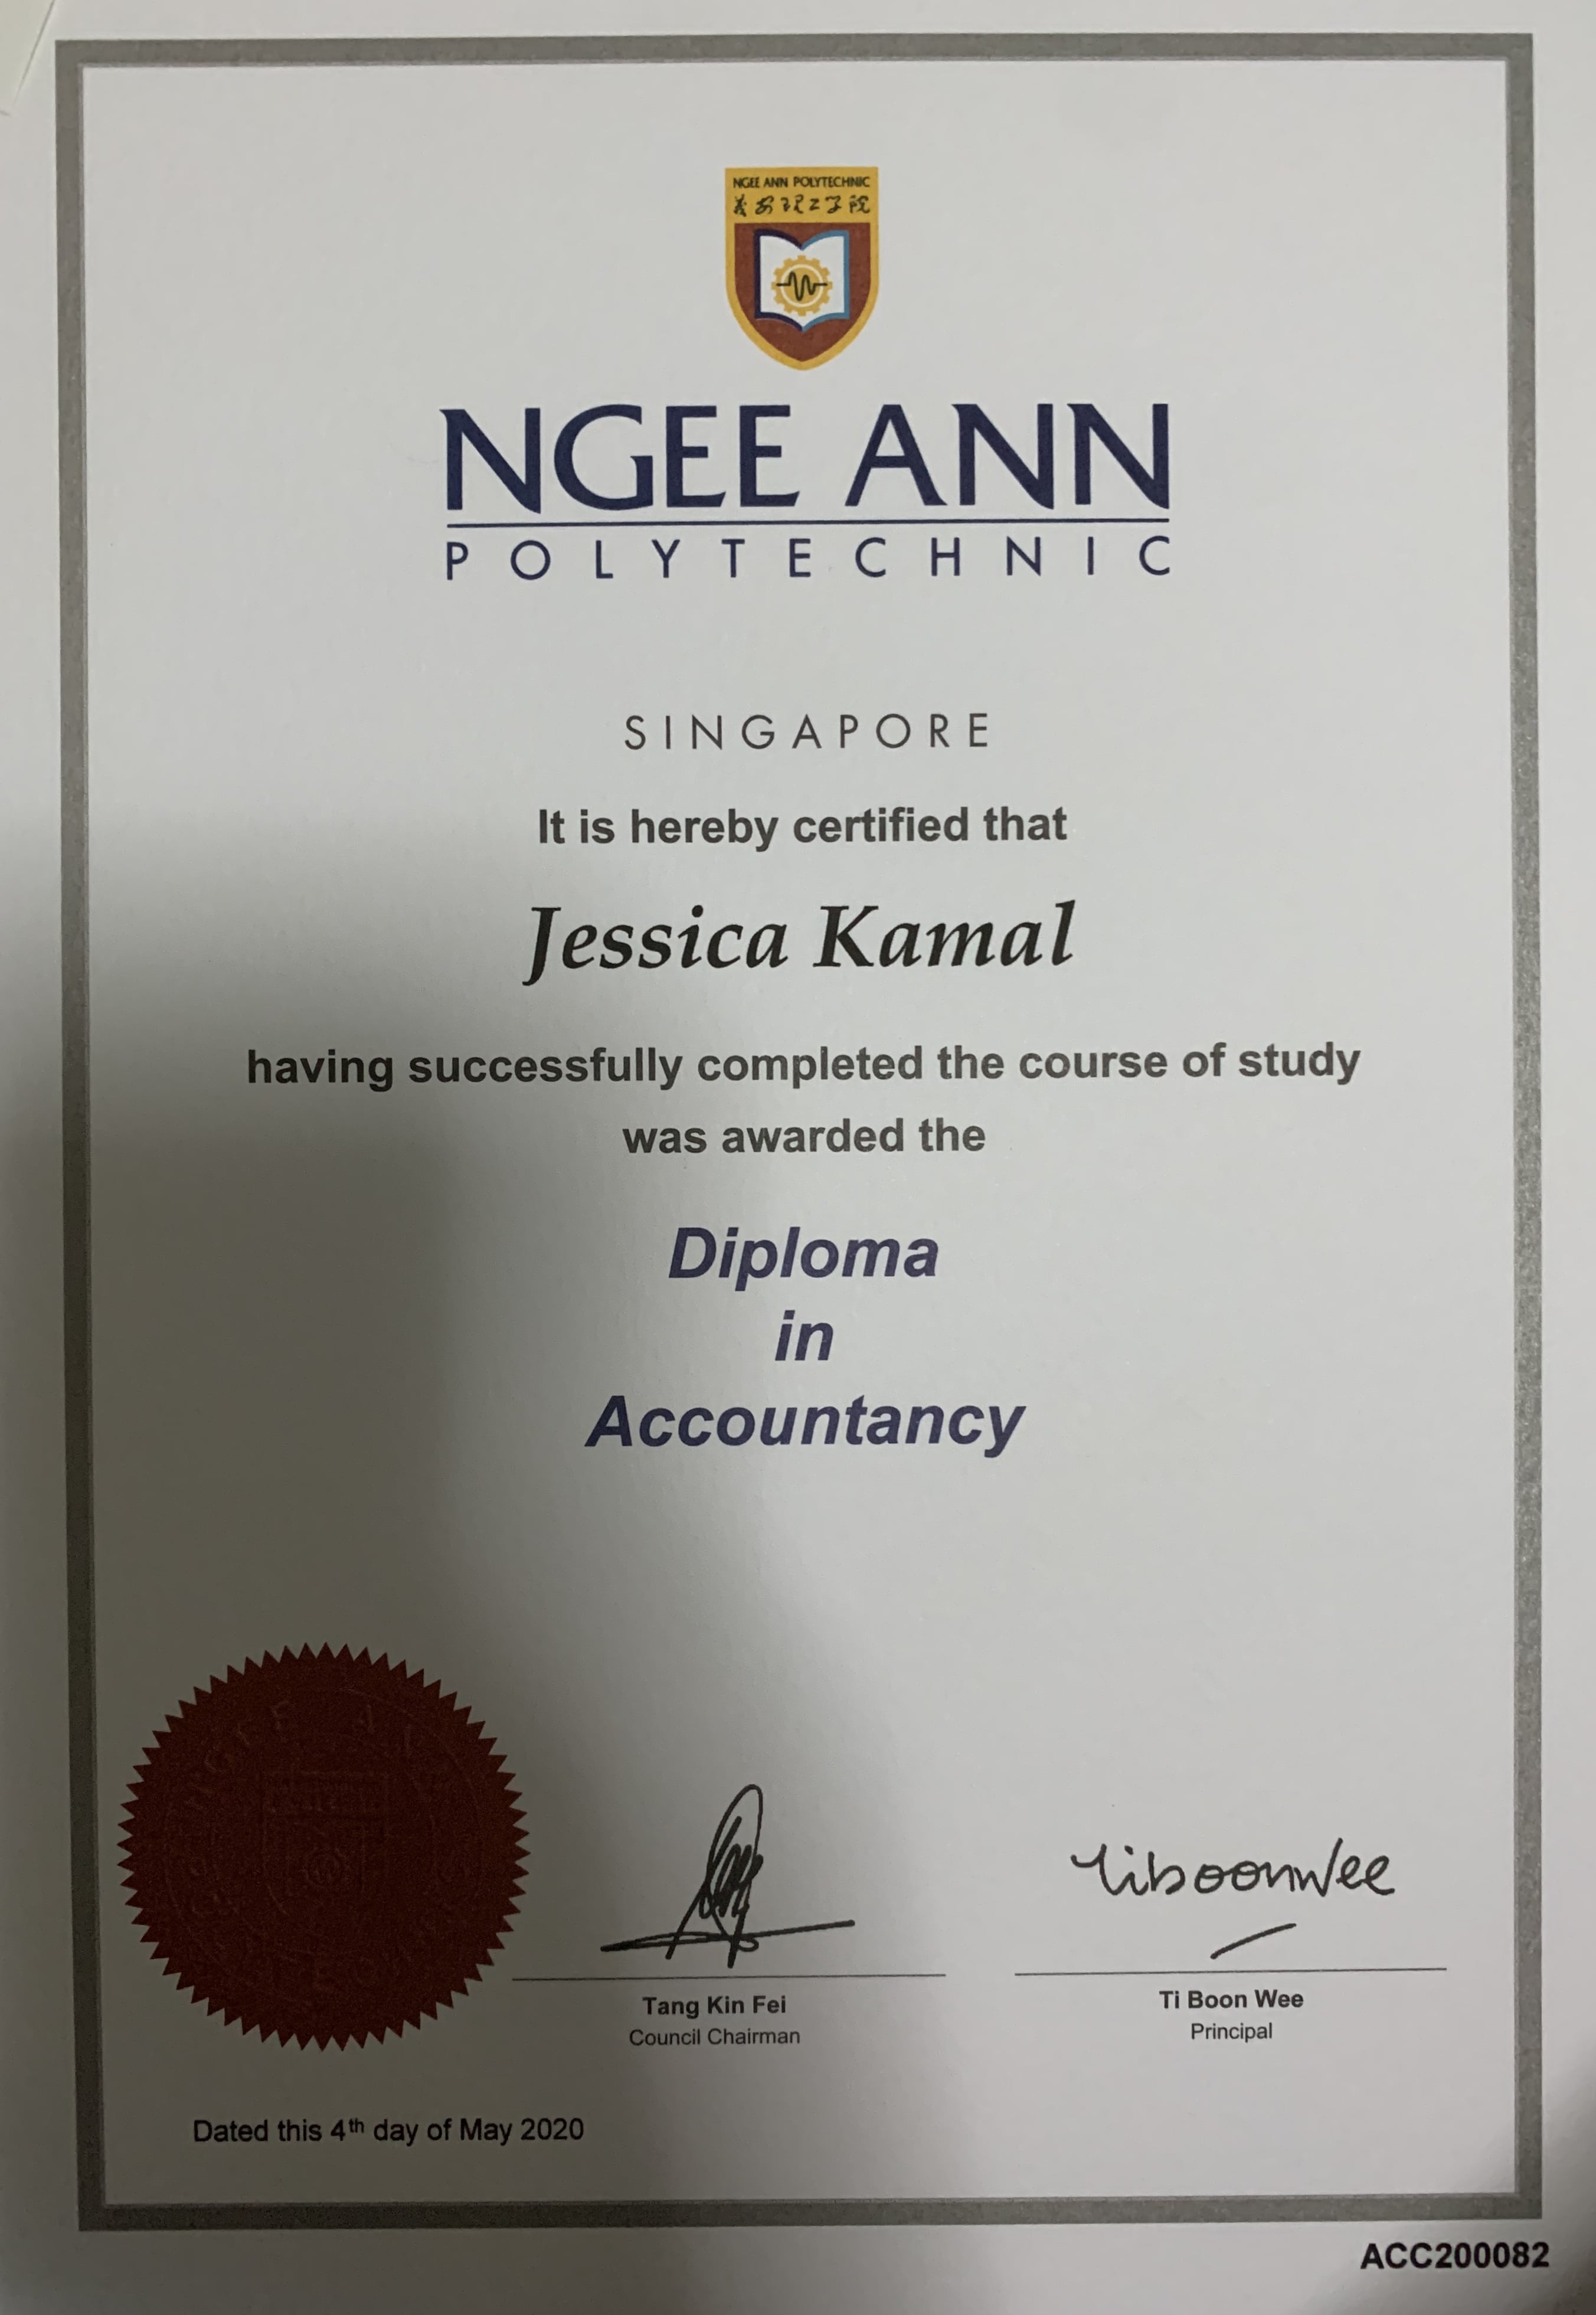 NGEE ANN POLYTECHNIC
義安理工学院
NGEE ANN
POLYTECHNIC
SINGAPORE
It is hereby certified that
Jessica Kamal
having successfully completed the course of study
was awarded the
Diploma
in
Accountancy
NGEE
tiboonwee
Tang Kin Fei
Council Chairman
Ti Boon Wee
Principal
Dated this 4th day of May 2020
ACC200082